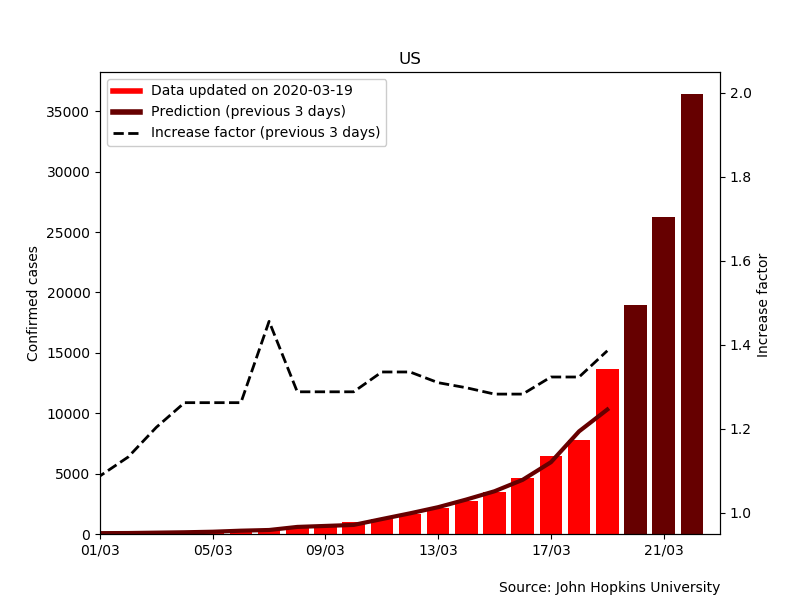 US
Data updated on 2020-03-19
Prediction (previous 3 days)
Increase factor (previous 3 days)
Confirmed cases
35000
30000
25000
20000
15000
10000
5000
0
2.0
1.8
1.6
1.4
1.2
1.0
Increase factor
01/03 05/03 09/03 13/03 17/03 21/03
Source: John Hopkins University